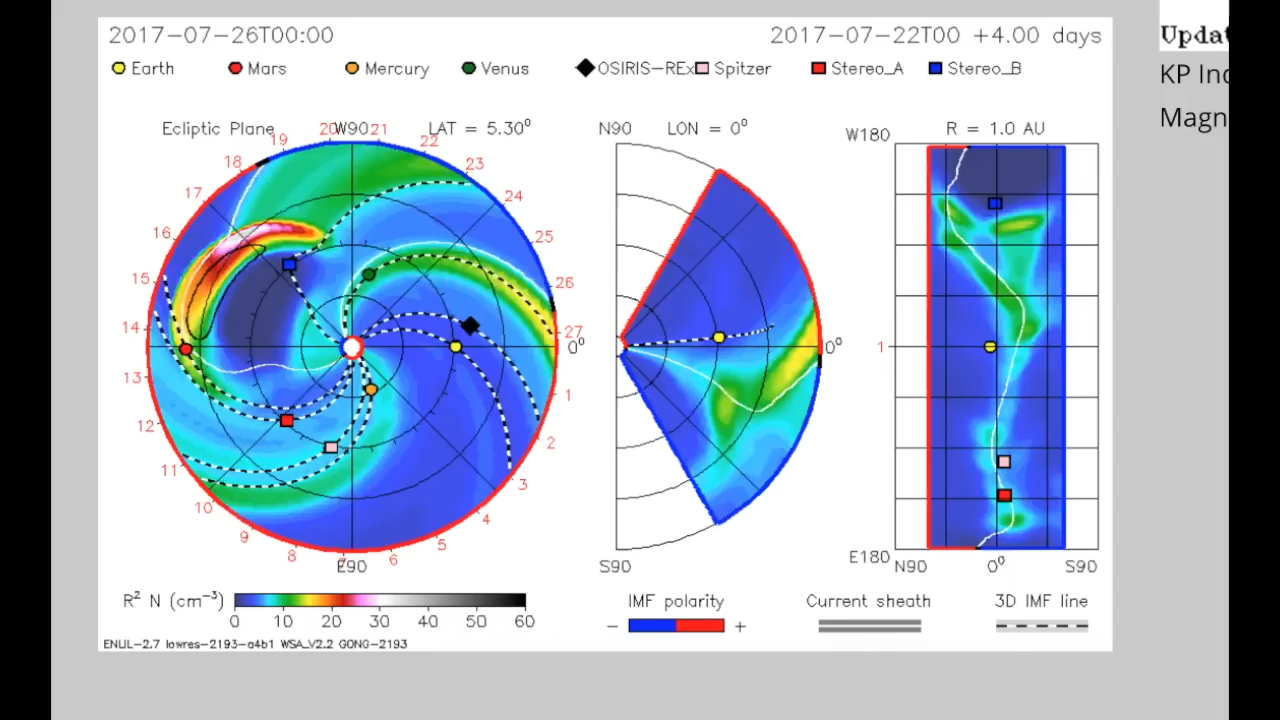 2017-07-26T00:00
2017-07-22T00 +4.00 days
Earth Mars Mercury Venus OSIRIS-REx Spitzer Stereo_A Stereo_B
Ecliptic Plane W90 LAT = 5.30°
N90 LON = 0°
W180 R = 1.0 AU
20 21
19 22
18 23
17 24
16 25
15 26
14 27 0°
13 1
12 2
11 3
10 4
9 5
8 7 6
E90
0°
S90
1
E180
N90 0° S90
R² N (cm⁻³)
0 10 20 30 40 50 60
IMF polarity
- +
Current sheath
3D IMF line
ENLIL-2.7 lowres-2193-a4b1 WSA_V2.2 GONG-2193
Updat
KP Inc
Magn